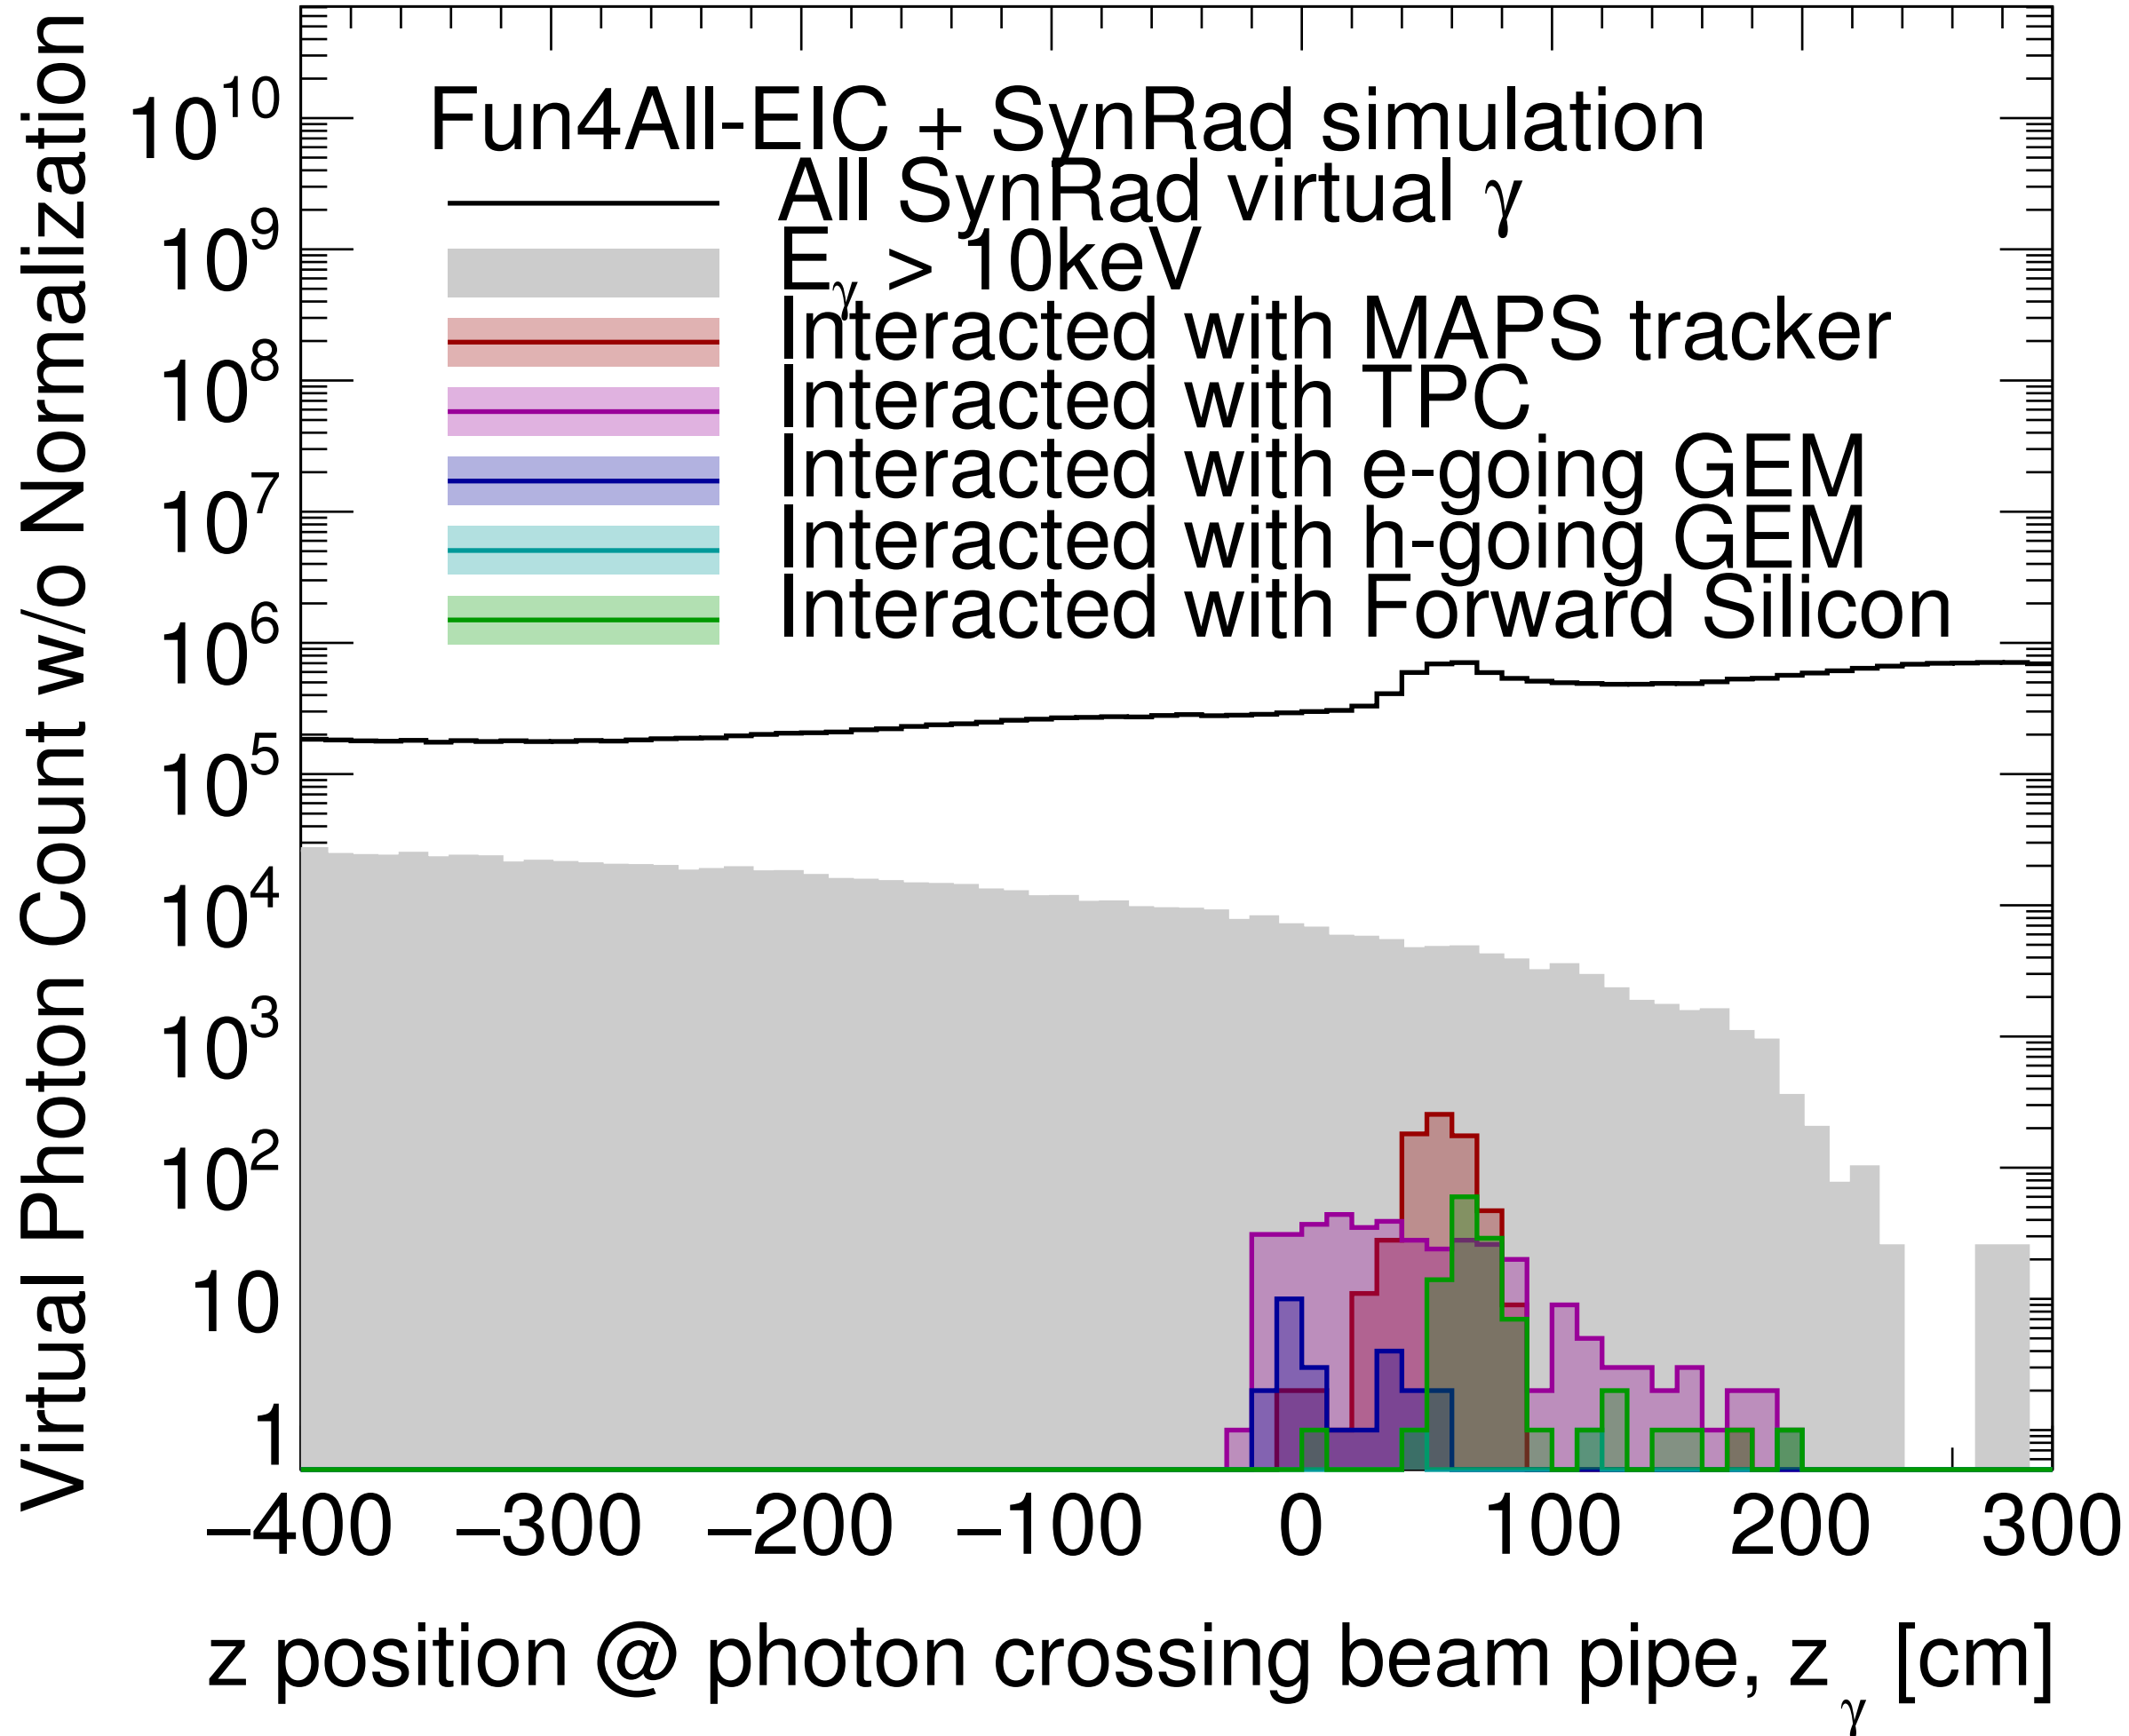 Virtual Photon Count w/o Normalization
10^10
10^9
10^8
10^7
10^6
10^5
10^4
10^3
10^2
10
1
Fun4All-EIC + SynRad simulation
All SynRad virtual γ
E_γ > 10keV
Interacted with MAPS tracker
Interacted with TPC
Interacted with e-going GEM
Interacted with h-going GEM
Interacted with Forward Silicon
−400 −300 −200 −100 0 100 200 300
z position @ photon crossing beam pipe, z_γ [cm]